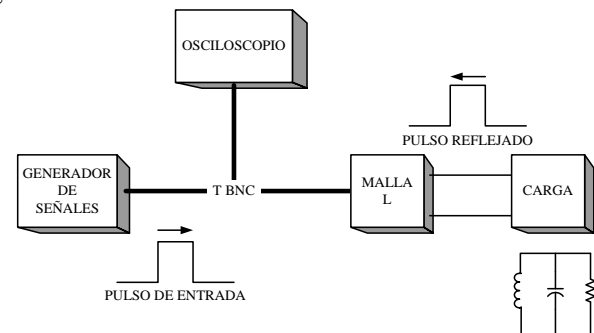 OSCILOSCOPIO
PULSO REFLEJADO
GENERADOR
DE
SEÑALES
T BNC
MALLA
L
CARGA
PULSO DE ENTRADA